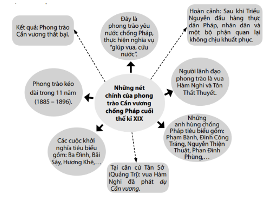 Kết quả: Phong trào
Cần vương thất bại.
Đây là
phong trào yêu
nước chống Pháp,
thực hiện nghĩa vụ
"giúp vua, cứu
nước".
Hoàn cảnh: Sau khi Triều
Nguyễn đầu hàng thực
dân Pháp, nhân dân và
một bộ phận quan lại
không chịu khuất phục.
Phong trào kéo
dài trong 11 năm
(1885 – 1896).
Những nét
chính của phong
trào Cần vương
chống Pháp cuối
thế kỉ XIX
Người lãnh đạo
phong trào là vua
Hàm Nghi và Tôn
Thất Thuyết.
Các cuộc khởi
nghĩa tiêu biểu
gồm: Ba Đình, Bãi
Sậy, Hương Khê, ...
Tại căn cứ Tân Sở
(Quảng Trị): vua Hàm
Nghi đã phát dụ
Cần vương.
Những
anh hùng chống
Pháp tiêu biểu gồm:
Phạm Bành, Đinh Công
Tráng, Nguyễn Thiện
Thuật, Phan Đình
Phùng,....